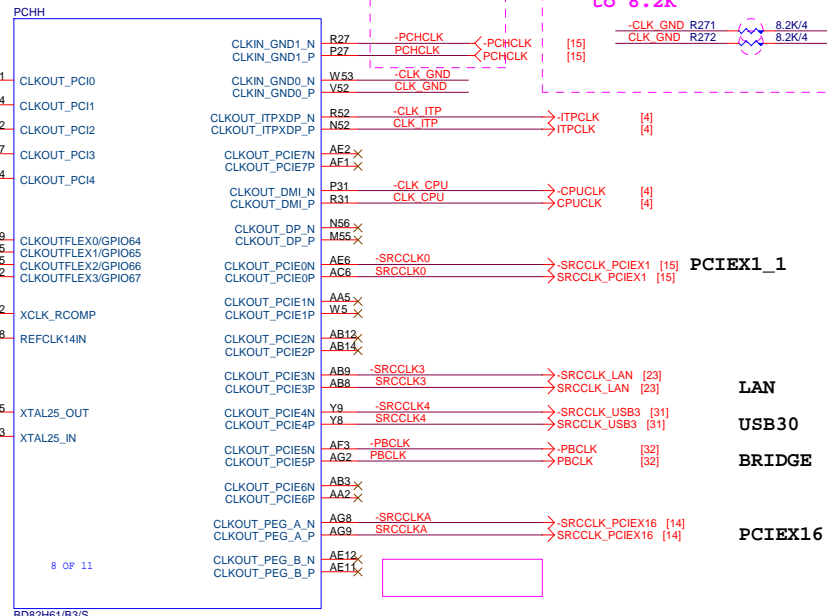 to 8.2K
PCHH
-CLK_GND R271 8.2K/4
CLK_GND R272 8.2K/4
CLKIN_GND1_N R27 -PCHCLK -PCHCLK [15]
CLKIN_GND1_P P27 PCHCLK PCHCLK [15]
CLKOUT_PCI0 CLKIN_GND0_N W53 -CLK_GND
CLKIN_GND0_P V52 CLK_GND
CLKOUT_PCI1
CLKOUT_ITPXDP_N R52 -CLK_ITP -ITPCLK [4]
CLKOUT_PCI2 CLKOUT_ITPXDP_P N52 CLK_ITP ITPCLK [4]
CLKOUT_PCI3 CLKOUT_PCIE7N AE2
CLKOUT_PCIE7P AF1
CLKOUT_PCI4
CLKOUT_DMI_N P31 -CLK_CPU -CPUCLK [4]
CLKOUT_DMI_P R31 CLK_CPU CPUCLK [4]
CLKOUT_DP_N N56
CLKOUTFLEX0/GPIO64 CLKOUT_DP_P M55
CLKOUTFLEX1/GPIO65
CLKOUTFLEX2/GPIO66 CLKOUT_PCIE0N AE6 -SRCCLK0 -SRCCLK_PCIEX1 [15] PCIEX1_1
CLKOUTFLEX3/GPIO67 CLKOUT_PCIE0P AC6 SRCCLK0 SRCCLK_PCIEX1 [15]
CLKOUT_PCIE1N AA5
XCLK_RCOMP CLKOUT_PCIE1P W5
REFCLK14IN CLKOUT_PCIE2N AB12
CLKOUT_PCIE2P AB14
CLKOUT_PCIE3N AB9 -SRCCLK3 -SRCCLK_LAN [23]
CLKOUT_PCIE3P AB8 SRCCLK3 SRCCLK_LAN [23] LAN
XTAL25_OUT CLKOUT_PCIE4N Y9 -SRCCLK4 -SRCCLK_USB3 [31]
CLKOUT_PCIE4P Y8 SRCCLK4 SRCCLK_USB3 [31] USB30
XTAL25_IN
CLKOUT_PCIE5N AF3 -PBCLK -PBCLK [32]
CLKOUT_PCIE5P AG2 PBCLK PBCLK [32] BRIDGE
CLKOUT_PCIE6N AB3
CLKOUT_PCIE6P AA2
CLKOUT_PEG_A_N AG8 -SRCCLKA -SRCCLK_PCIEX16 [14]
CLKOUT_PEG_A_P AG9 SRCCLKA SRCCLK_PCIEX16 [14] PCIEX16
CLKOUT_PEG_B_N AE12
8 OF 11 CLKOUT_PEG_B_P AE11
BD82H61/B3/S